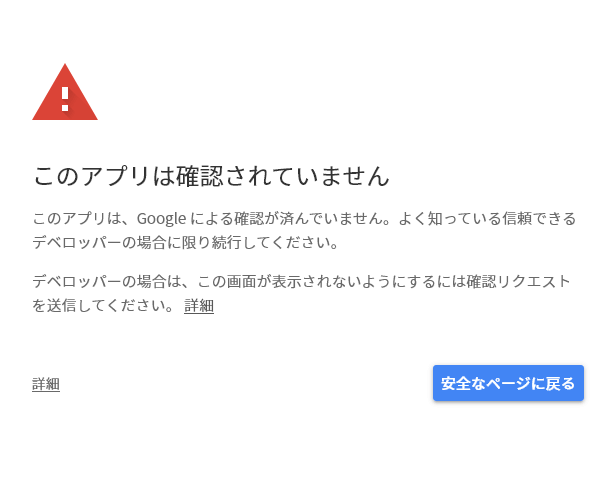 このアプリは確認されていません
このアプリは、Google による確認が済んでいません。よく知っている信頼できる
デベロッパーの場合に限り続行してください。
デベロッパーの場合は、この画面が表示されないようにするには確認リクエスト
を送信してください。 詳細
詳細
安全なページに戻る